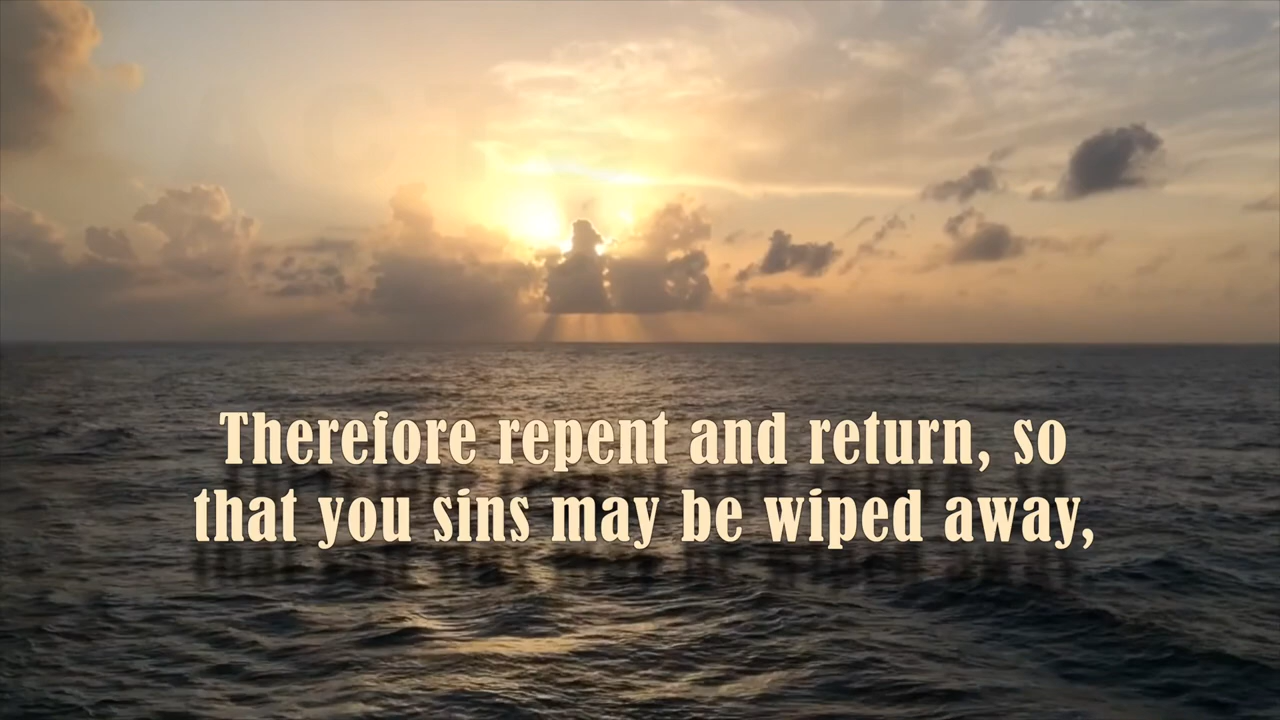 Therefore repent and return, so
that you sins may be wiped away,